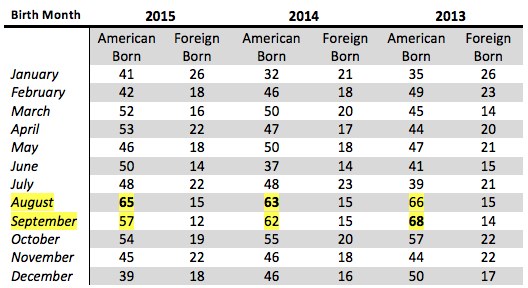 Birth Month 2015 2014 2013
American Born Foreign Born American Born Foreign Born American Born Foreign Born
January 41 26 32 21 35 26
February 42 18 46 18 49 23
March 52 16 50 20 45 14
April 53 22 47 17 44 20
May 46 18 50 18 47 21
June 50 14 37 14 41 15
July 48 22 48 23 39 21
August 65 15 63 15 66 15
September 57 12 62 15 68 14
October 54 19 55 20 57 22
November 45 22 46 18 44 22
December 39 18 46 16 50 17